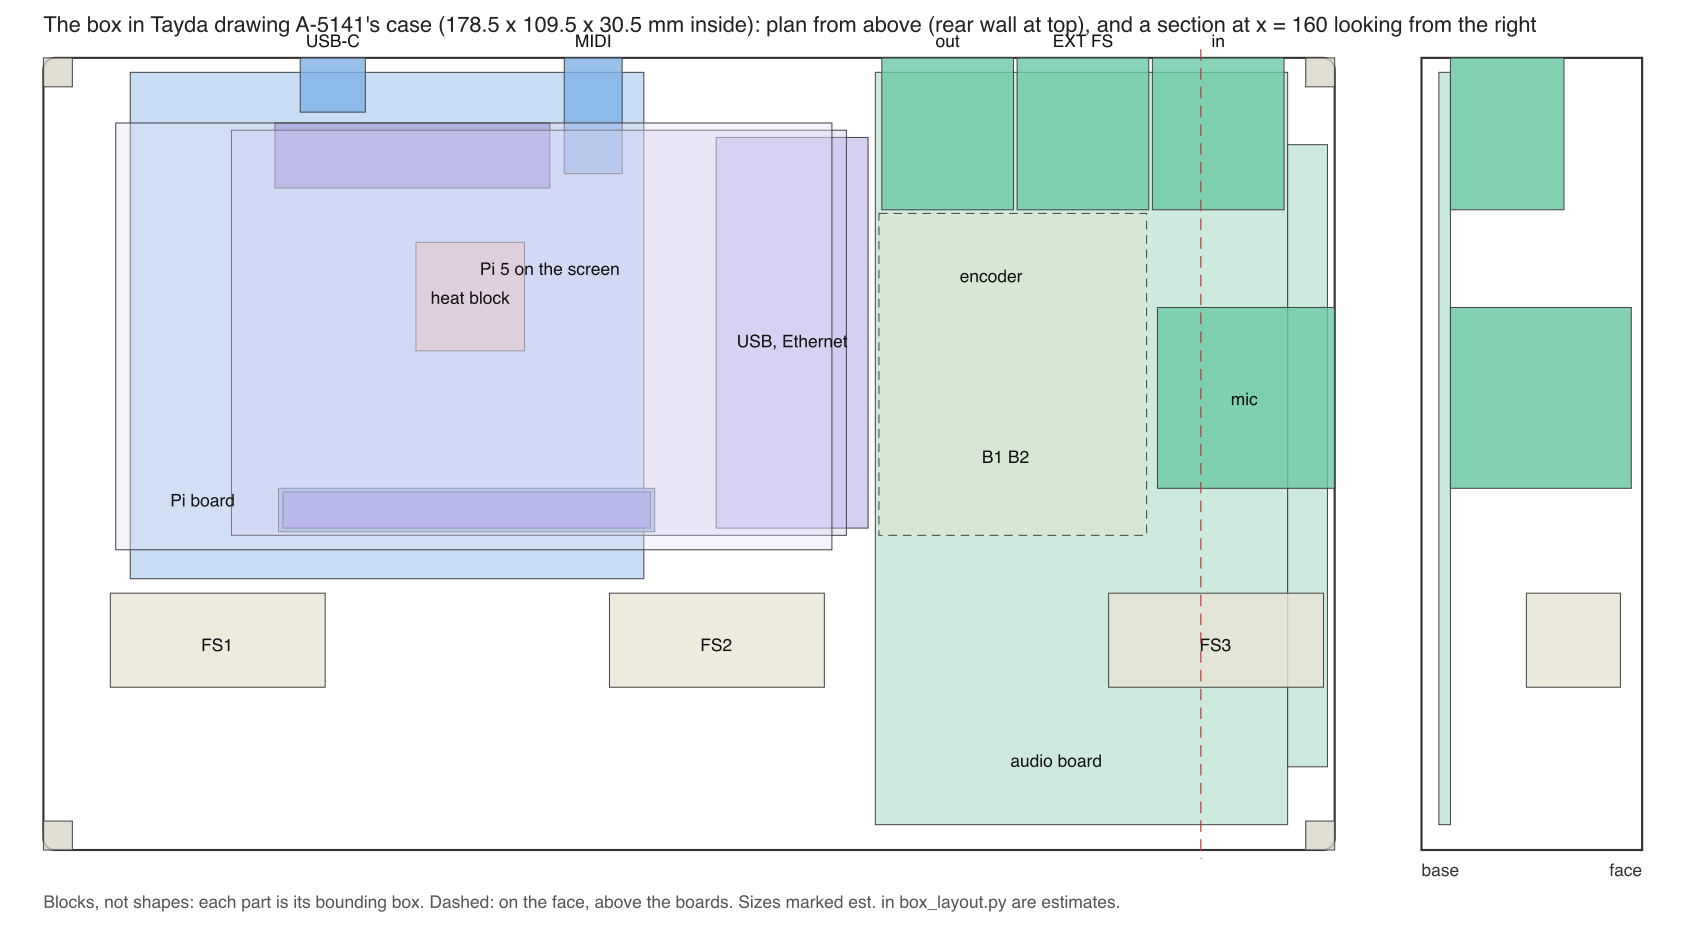 The box in Tayda drawing A-5141's case (178.5 x 109.5 x 30.5 mm inside): plan from above (rear wall at top), and a section at x = 160 looking from the right
USB-C
MIDI
out
EXT FS
in
Pi 5 on the screen
encoder
heat block
USB, Ethernet
mic
B1 B2
Pi board
FS1
FS2
FS3
audio board
base
face
Blocks, not shapes: each part is its bounding box. Dashed: on the face, above the boards. Sizes marked est. in box_layout.py are estimates.